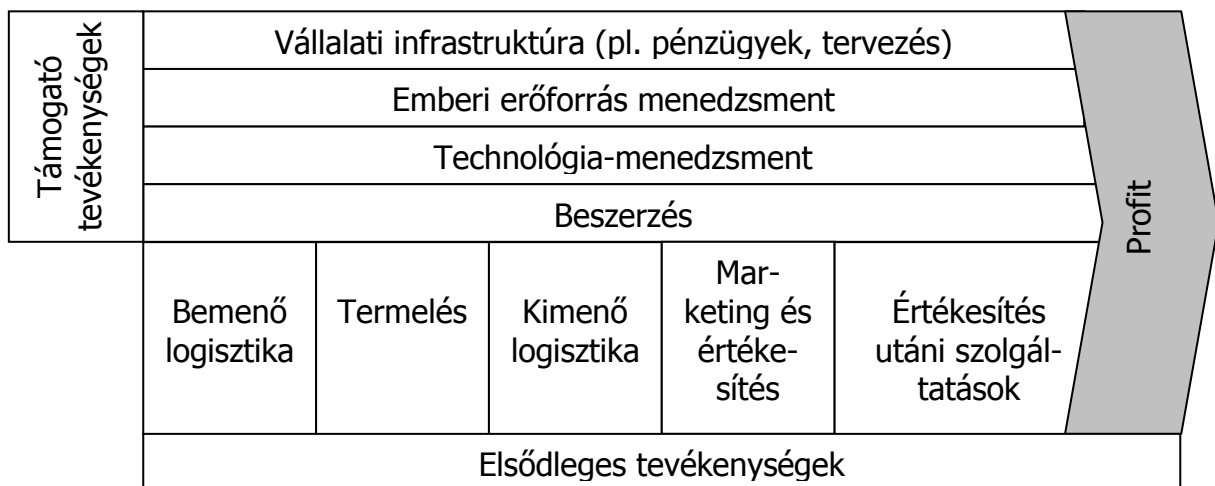 Támogató
tevékenységek
Vállalati infrastruktúra (pl. pénzügyek, tervezés)
Emberi erőforrás menedzsment
Technológia-menedzsment
Beszerzés
Bemenő
logisztika
Termelés
Kimenő
logisztika
Mar-
keting és
értéke-
sítés
Értékesítés
utáni szolgál-
tatások
Profit
Elsődleges tevékenységek